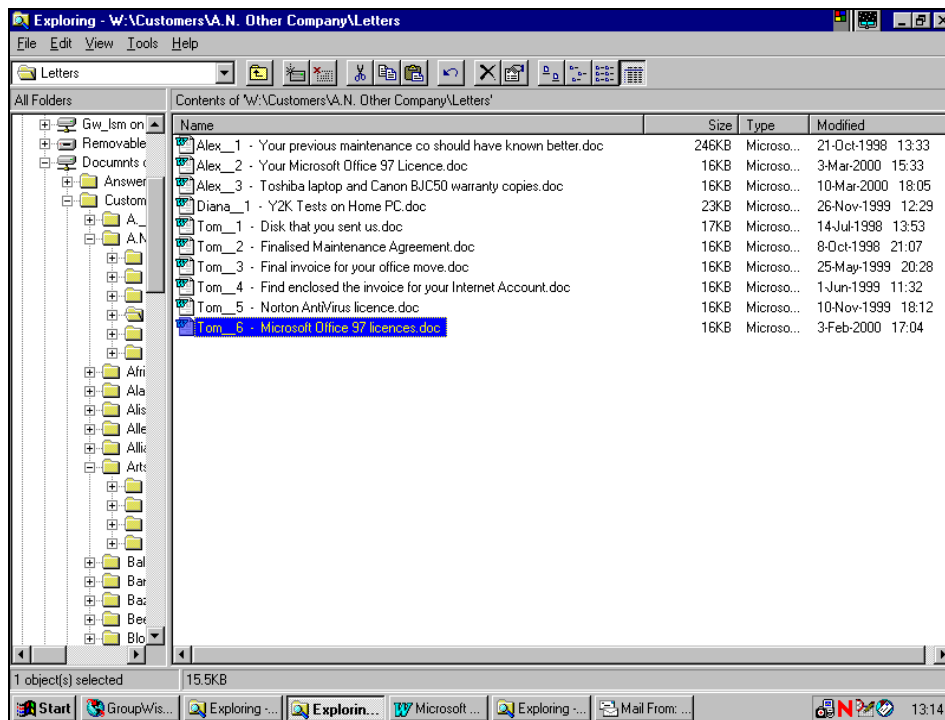 Exploring - W:\Customers\A.N. Other Company\Letters
File Edit View Tools Help
Letters
All Folders
Contents of 'W:\Customers\A.N. Other Company\Letters'
Gw_lsm on
Removable
Documnts
Answer
Custom
A._
A.N
Afri
Ala
Alis
Alle
Allia
Arts
Bal
Bar
Baz
Bee
Blo
Name Size Type Modified
Alex__1 - Your previous maintenance co should have known better.doc 246KB Microso... 21-Oct-1998 13:33
Alex__2 - Your Microsoft Office 97 Licence.doc 16KB Microso... 3-Mar-2000 15:33
Alex__3 - Toshiba laptop and Canon BJC50 warranty copies.doc 16KB Microso... 10-Mar-2000 18:05
Diana__1 - Y2K Tests on Home PC.doc 23KB Microso... 26-Nov-1999 12:29
Tom__1 - Disk that you sent us.doc 17KB Microso... 14-Jul-1998 13:53
Tom__2 - Finalised Maintenance Agreement.doc 16KB Microso... 8-Oct-1998 21:07
Tom__3 - Final invoice for your office move.doc 16KB Microso... 25-May-1999 20:28
Tom__4 - Find enclosed the invoice for your Internet Account.doc 16KB Microso... 1-Jun-1999 11:32
Tom__5 - Norton AntiVirus licence.doc 16KB Microso... 10-Nov-1999 18:12
Tom__6 - Microsoft Office 97 licences.doc 16KB Microso... 3-Feb-2000 17:04
1 object(s) selected 15.5KB
Start GroupWis... Exploring -... Explorin... Microsoft ... Exploring -... Mail From: ... 13:14